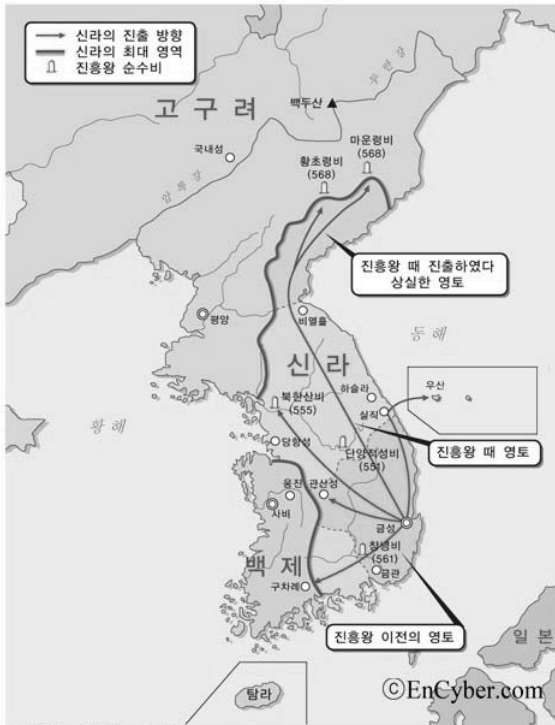 신라의 진출 방향
신라의 최대 영역
진흥왕 순수비
두만강
고구려
백두산
마운령비
(568)
국내성
황초령비
(568)
압록강
진흥왕 때 진출하였다
상실한 영토
평양
비열홀
동해
신라
우산
하슬라
북한산비
(555)
실직
황해
당항성
단양적성비
(551)
진흥왕 때 영토
웅진
관산성
사비
금성
창녕비
(561)
백제
금관
구차례
진흥왕 이전의 영토
일본
탐라
©EnCyber.com